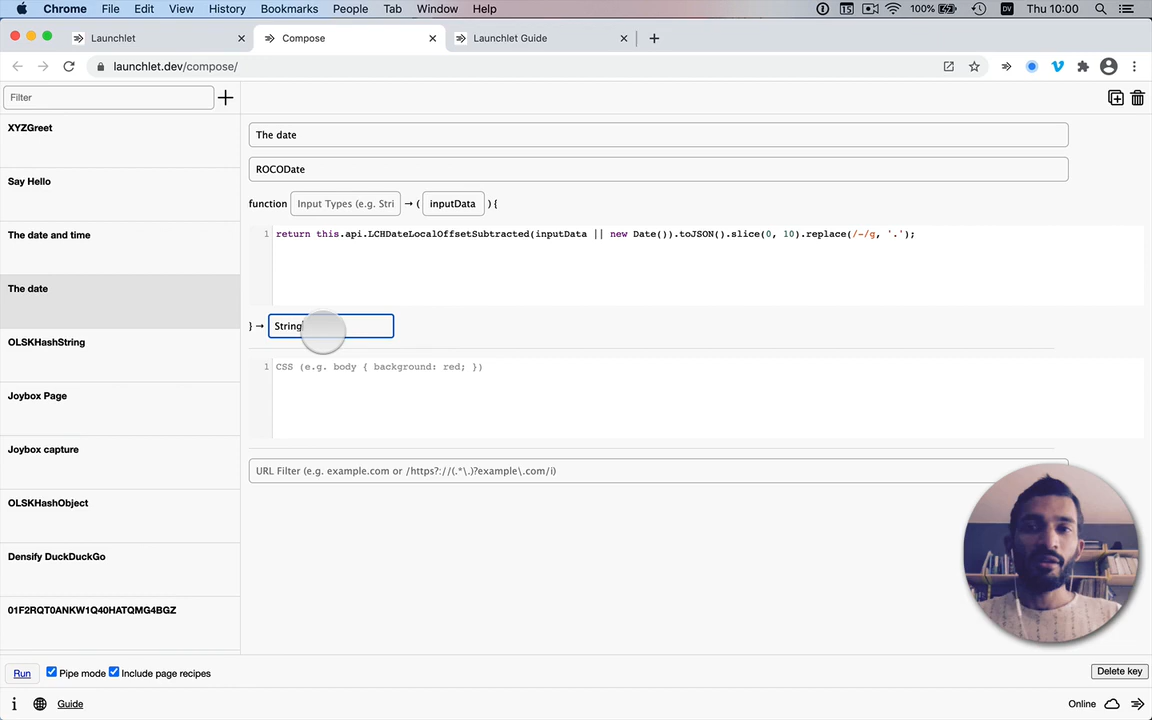 Chrome File Edit View History Bookmarks People Tab Window Help 15 100% DV Thu 10:00
Launchlet Compose Launchlet Guide
launchlet.dev/compose/
Filter
XYZGreet
Say Hello
The date and time
The date
OLSKHashString
Joybox Page
Joybox capture
OLSKHashObject
Densify DuckDuckGo
01F2RQT0ANKW1Q40HATQMG4BGZ
The date
ROCODate
function Input Types (e.g. Stri → ( inputData ) {
1 return this.api.LCHDateLocalOffsetSubtracted(inputData || new Date()).toJSON().slice(0, 10).replace(/-/g, '.');
} → String
1 CSS (e.g. body { background: red; })
URL Filter (e.g. example.com or /https?://(.*\.)?example\.com/i)
Run Pipe mode Include page recipes Delete key
Guide Online